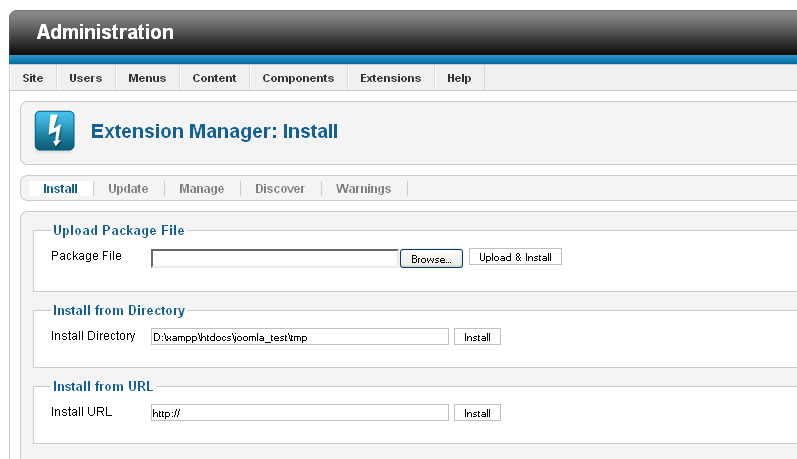 Administration
Site Users Menus Content Components Extensions Help
Extension Manager: Install
Install Update Manage Discover Warnings
Upload Package File
Package File Browse... Upload & Install
Install from Directory
Install Directory D:\xampp\htdocs\joomla_test\tmp Install
Install from URL
Install URL http:// Install